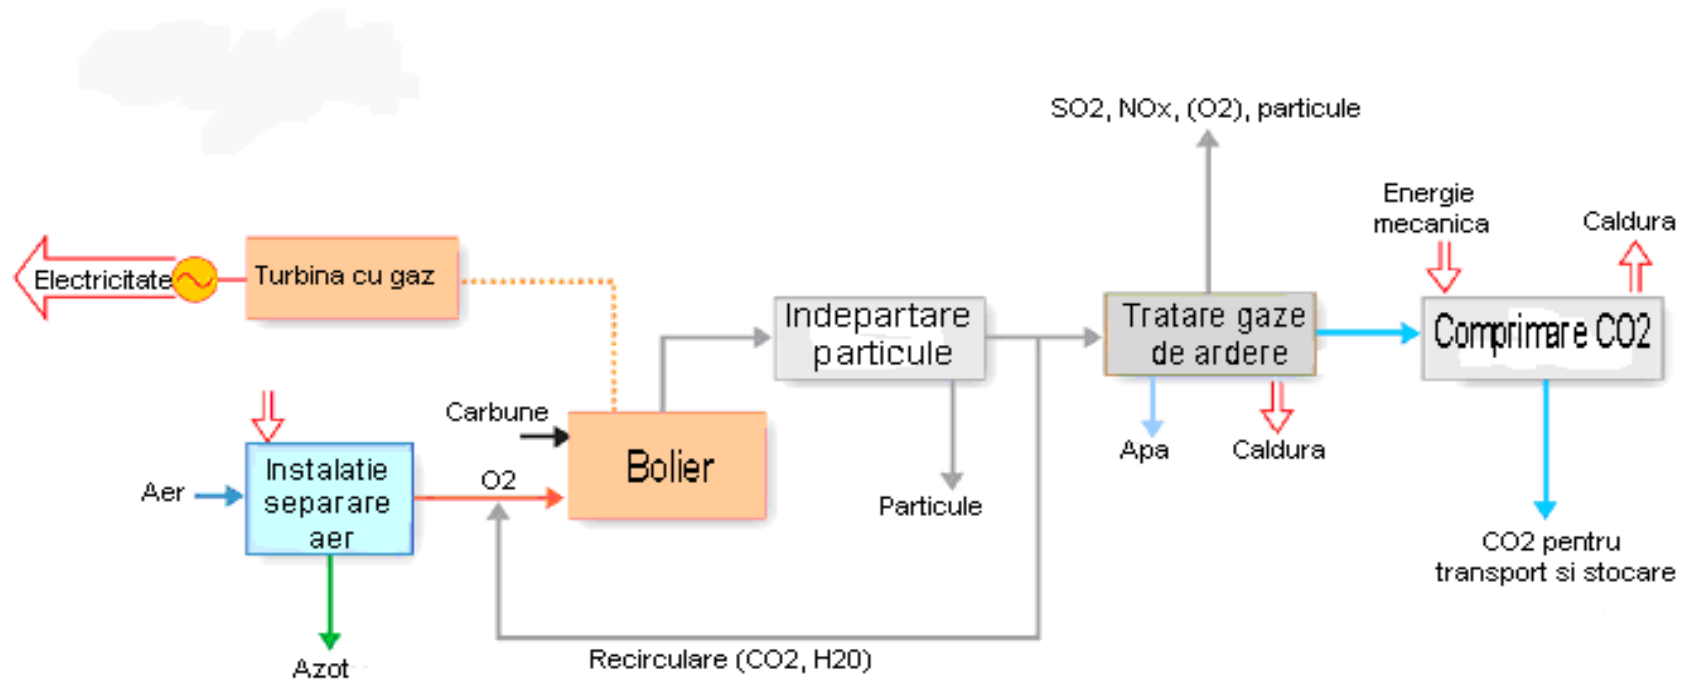 SO2, NOx, (O2), particule
Energie
mecanica
Caldura
Electricitate
Turbina cu gaz
Indepartare
particule
Tratare gaze
de ardere
Comprimare CO2
Carbune
Bolier
Apa
Caldura
Instalatie
separare
aer
Aer
O2
Particule
CO2 pentru
transport si stocare
Recirculare (CO2, H20)
Azot